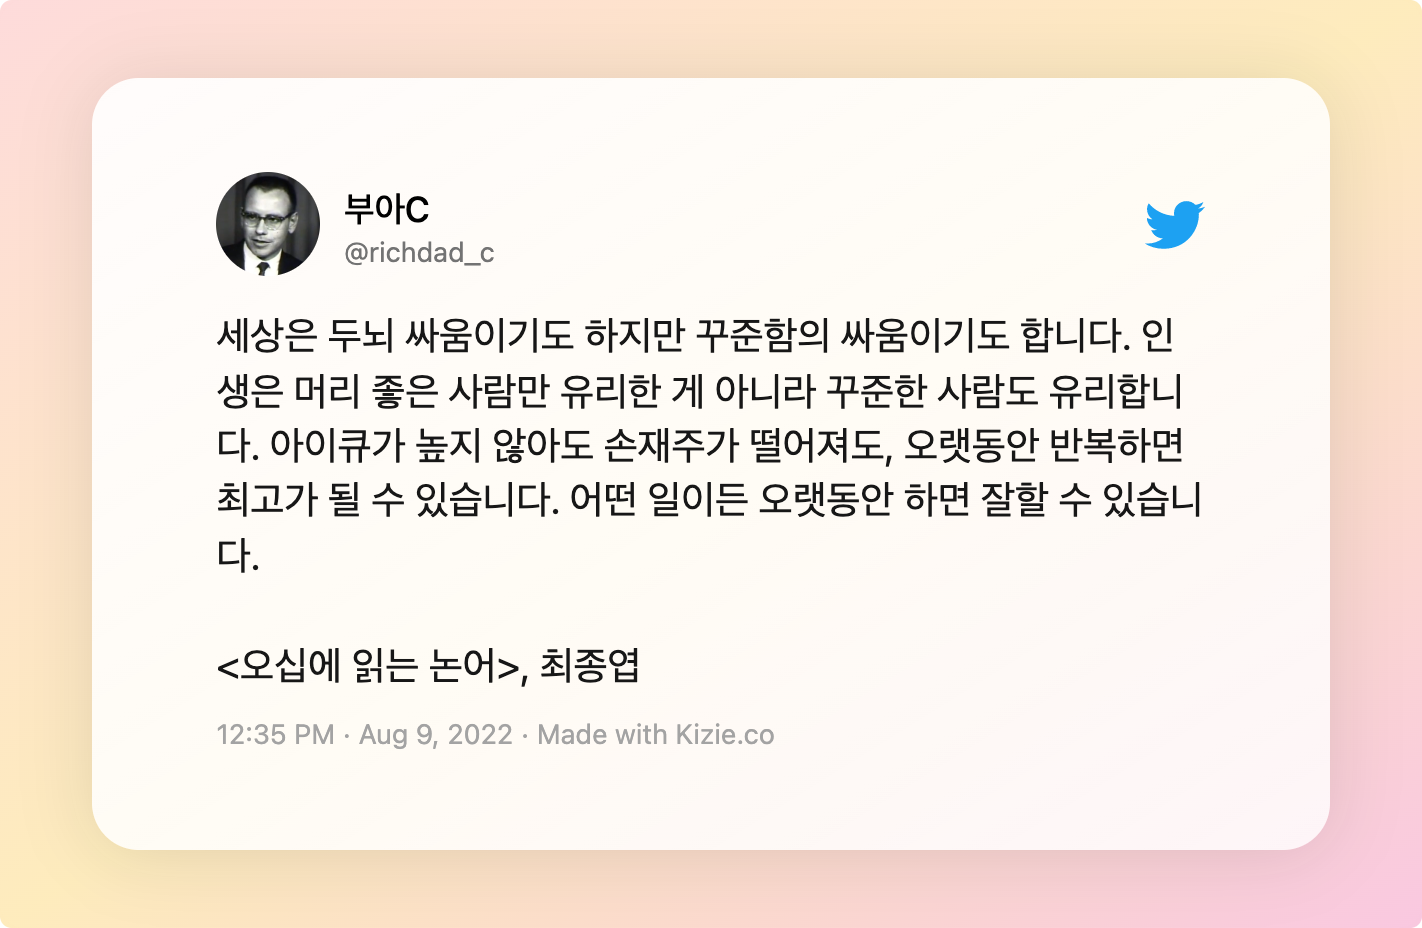 부아C
@richdad_c
세상은 두뇌 싸움이기도 하지만 꾸준함의 싸움이기도 합니다. 인
생은 머리 좋은 사람만 유리한 게 아니라 꾸준한 사람도 유리합니
다. 아이큐가 높지 않아도 손재주가 떨어져도, 오랫동안 반복하면
최고가 될 수 있습니다. 어떤 일이든 오랫동안 하면 잘할 수 있습니
다.
<오십에 읽는 논어>, 최종엽
12:35 PM · Aug 9, 2022 · Made with Kizie.co